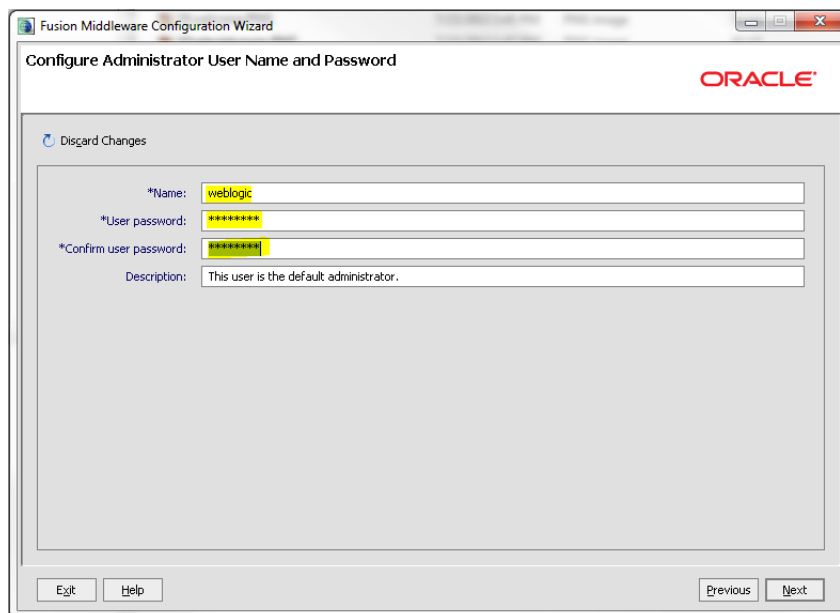 Fusion Middleware Configuration Wizard
Configure Administrator User Name and Password
ORACLE
Discard Changes
*Name: weblogic
*User password: ********
*Confirm user password: ********
Description: This user is the default administrator.
Exit Help Previous Next